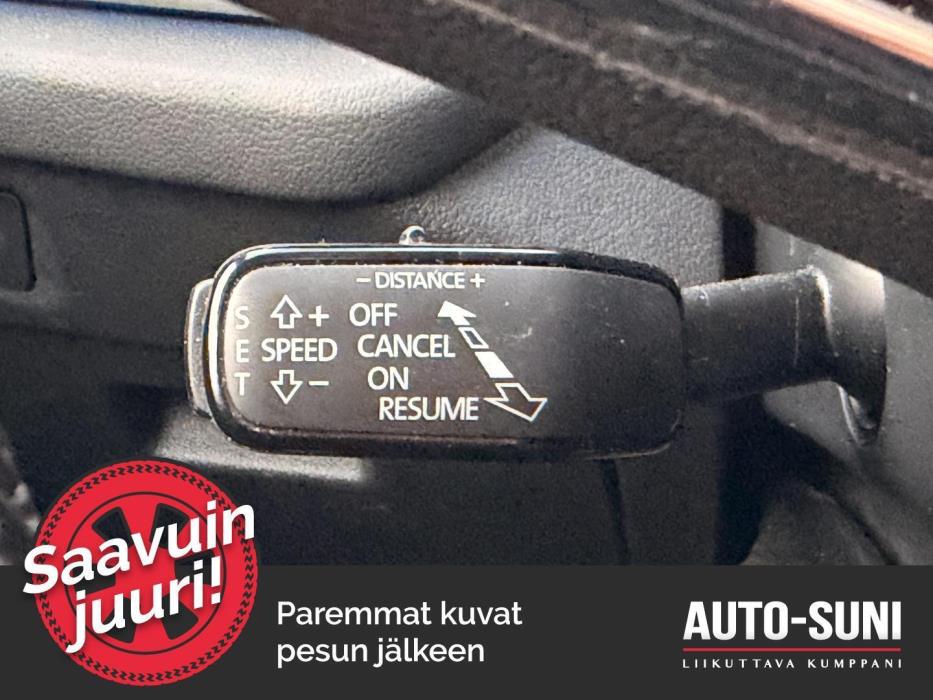 – DISTANCE +
S + OFF
E SPEED CANCEL
T – ON
RESUME
Saavuin
juuri!
Paremmat kuvat
pesun jälkeen
AUTO-SUNI
LIIKUTTAVA KUMPPANI